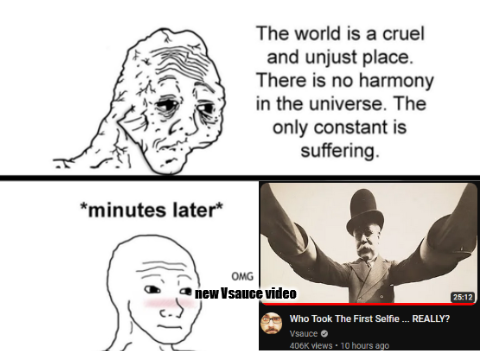 The world is a cruel
and unjust place.
There is no harmony
in the universe. The
only constant is
suffering.
*minutes later*
OMG
new Vsauce video
25:12
Who Took The First Selfie ... REALLY?
Vsauce
406K views • 10 hours ago